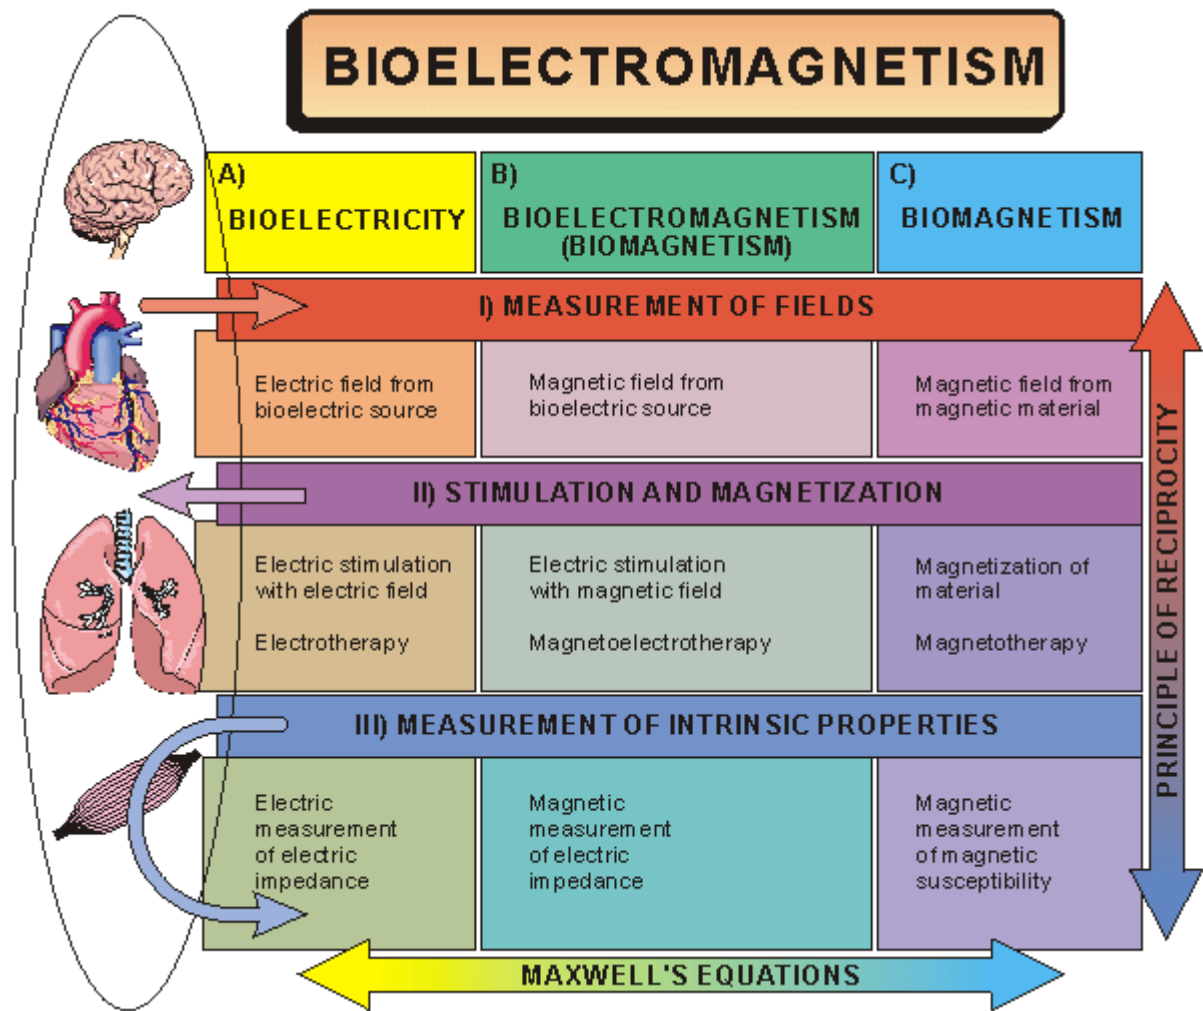 BIOELECTROMAGNETISM
A)
BIOELECTRICITY
B)
BIOELECTROMAGNETISM
(BIOMAGNETISM)
C)
BIOMAGNETISM
I) MEASUREMENT OF FIELDS
Electric field from
bioelectric source
Magnetic field from
bioelectric source
Magnetic field from
magnetic material
II) STIMULATION AND MAGNETIZATION
Electric stimulation
with electric field
Electrotherapy
Electric stimulation
with magnetic field
Magnetoelectrotherapy
Magnetization of
material
Magnetotherapy
III) MEASUREMENT OF INTRINSIC PROPERTIES
Electric
measurement
of electric
impedance
Magnetic
measurement
of electric
impedance
Magnetic
measurement
of magnetic
susceptibility
PRINCIPLE OF RECIPROCITY
MAXWELL'S EQUATIONS